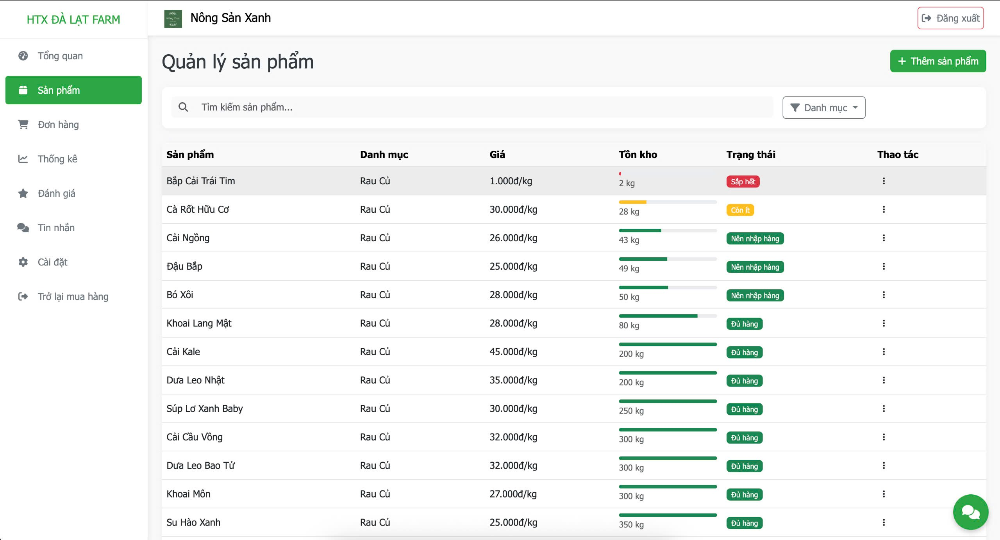 HTX ĐÀ LẠT FARM
Nông Sản Xanh
Đăng xuất
Tổng quan
Sản phẩm
Đơn hàng
Thống kê
Đánh giá
Tin nhắn
Cài đặt
Trở lại mua hàng
Quản lý sản phẩm
+ Thêm sản phẩm
Tìm kiếm sản phẩm...
Danh mục
Sản phẩm Danh mục Giá Tồn kho Trạng thái Thao tác
Bắp Cải Trái Tim Rau Củ 1.000đ/kg 2 kg Sắp hết
Cà Rốt Hữu Cơ Rau Củ 30.000đ/kg 28 kg Còn ít
Cải Ngồng Rau Củ 26.000đ/kg 43 kg Nên nhập hàng
Đậu Bắp Rau Củ 25.000đ/kg 49 kg Nên nhập hàng
Bó Xôi Rau Củ 28.000đ/kg 50 kg Nên nhập hàng
Khoai Lang Mật Rau Củ 28.000đ/kg 80 kg Đủ hàng
Cải Kale Rau Củ 45.000đ/kg 200 kg Đủ hàng
Dưa Leo Nhật Rau Củ 35.000đ/kg 200 kg Đủ hàng
Súp Lơ Xanh Baby Rau Củ 30.000đ/kg 250 kg Đủ hàng
Cải Cầu Vồng Rau Củ 32.000đ/kg 300 kg Đủ hàng
Dưa Leo Bao Tử Rau Củ 32.000đ/kg 300 kg Đủ hàng
Khoai Môn Rau Củ 27.000đ/kg 300 kg Đủ hàng
Su Hào Xanh Rau Củ 25.000đ/kg 350 kg Đủ hàng